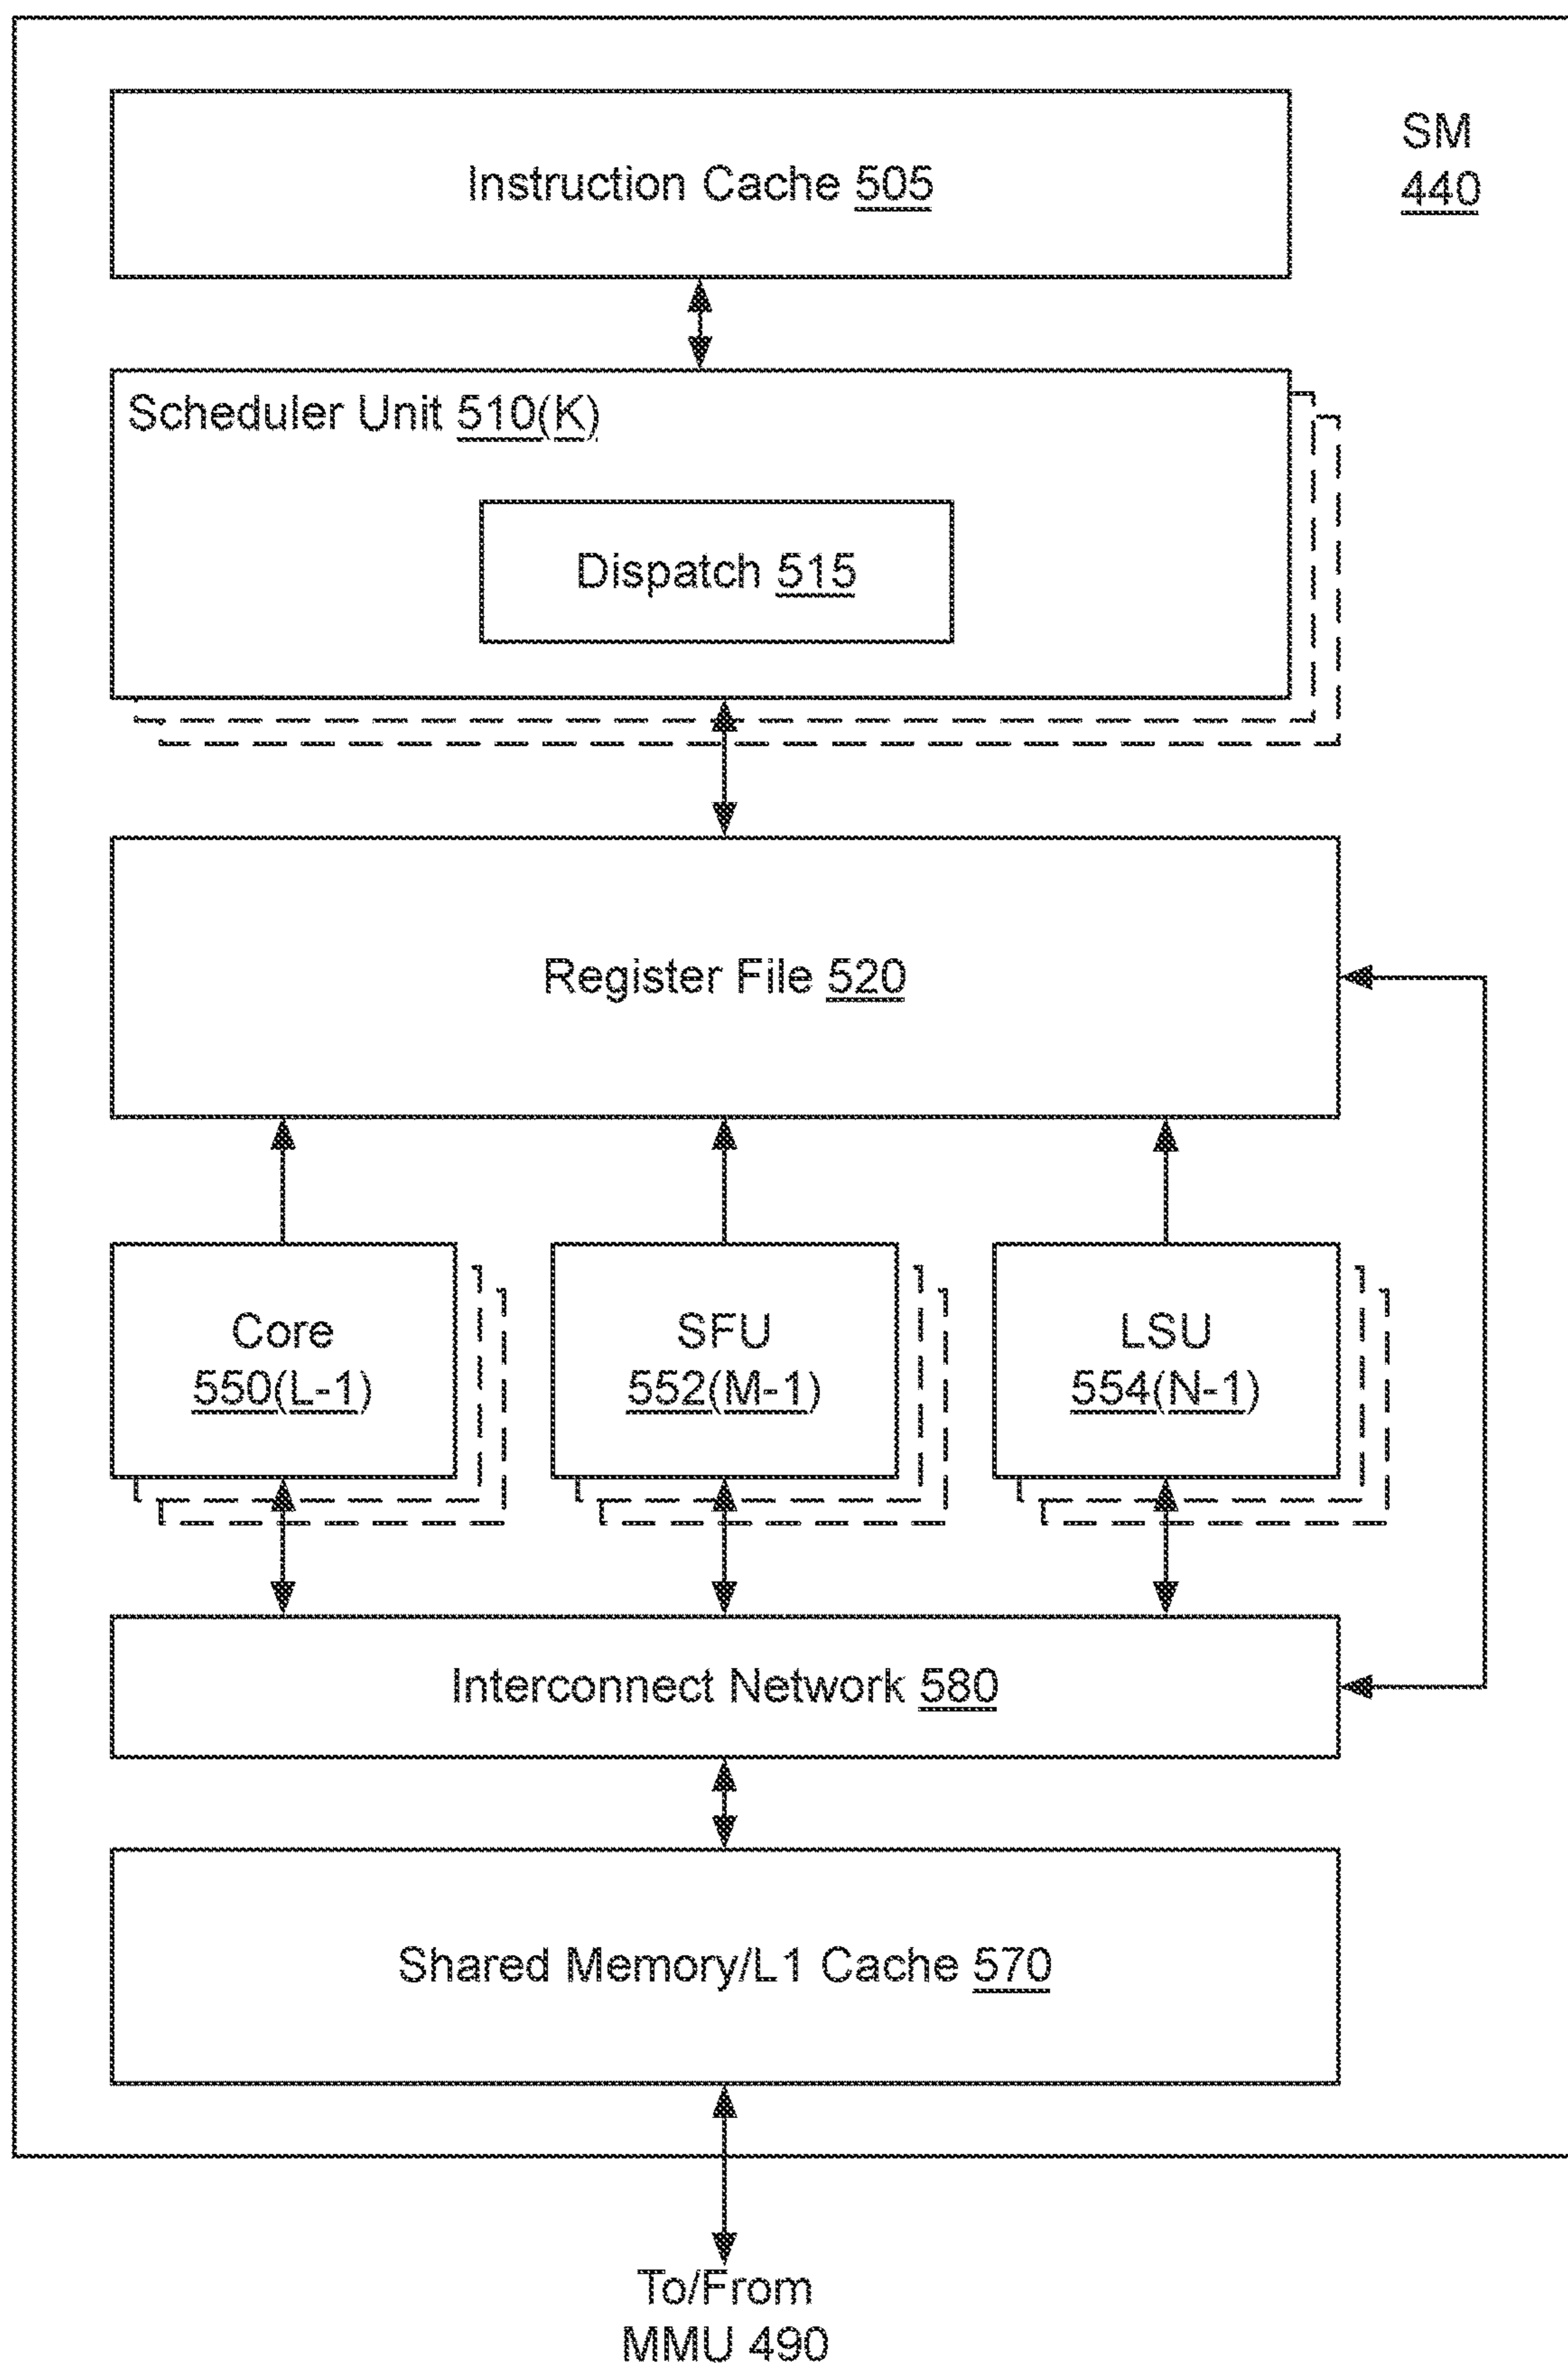 SM
440
Instruction Cache 505
Scheduler Unit 510(K)
Dispatch 515
Register File 520
Core
550(L-1)
SFU
552(M-1)
LSU
554(N-1)
Interconnect Network 580
Shared Memory/L1 Cache 570
To/From
MMU 490